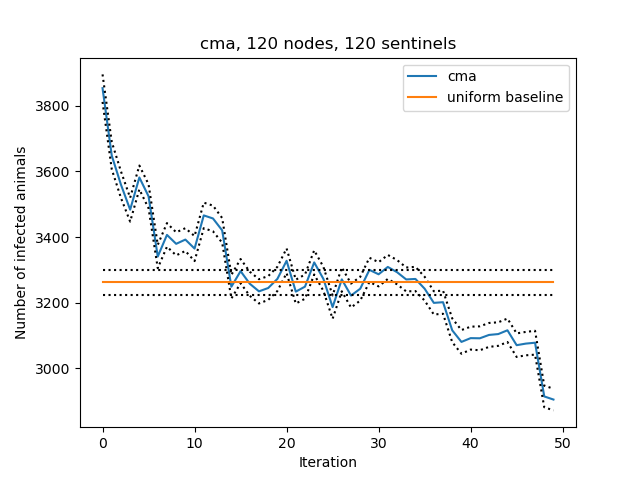 cma, 120 nodes, 120 sentinels
cma
uniform baseline
Number of infected animals
3800
3600
3400
3200
3000
0 10 20 30 40 50
Iteration